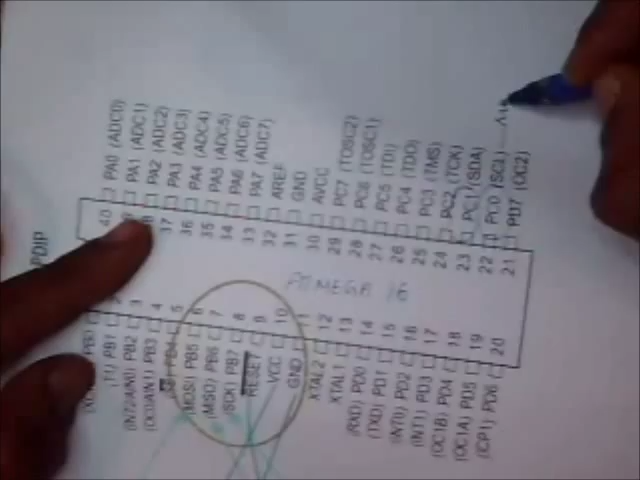 PDIP
PB0 40 PA0 (ADC0)
(T1) PB1 2 PA1 (ADC1)
(INT2/AIN0) PB2 3 PA2 (ADC2)
(OC0/AIN1) PB3 4 37 PA3 (ADC3)
(SS) PB4 5 36 PA4 (ADC4)
(MOSI) PB5 6 35 PA5 (ADC5)
(MISO) PB6 7 34 PA6 (ADC6)
(SCK) PB7 8 33 PA7 (ADC7)
RESET 9 32 AREF
VCC 10 31 GND
GND 11 30 AVCC
XTAL2 12 29 PC7 (TOSC2)
XTAL1 13 28 PC6 (TOSC1)
(RXD) PD0 14 27 PC5 (TDI)
(TXD) PD1 15 26 PC4 (TDO)
(INT0) PD2 16 25 PC3 (TMS)
(INT1) PD3 17 24 PC2 (TCK)
(OC1B) PD4 18 23 PC1 (SDA)
(OC1A) PD5 19 22 PC0 (SCL)
(ICP1) PD6 20 21 PD7 (OC2)
ATMEGA 16